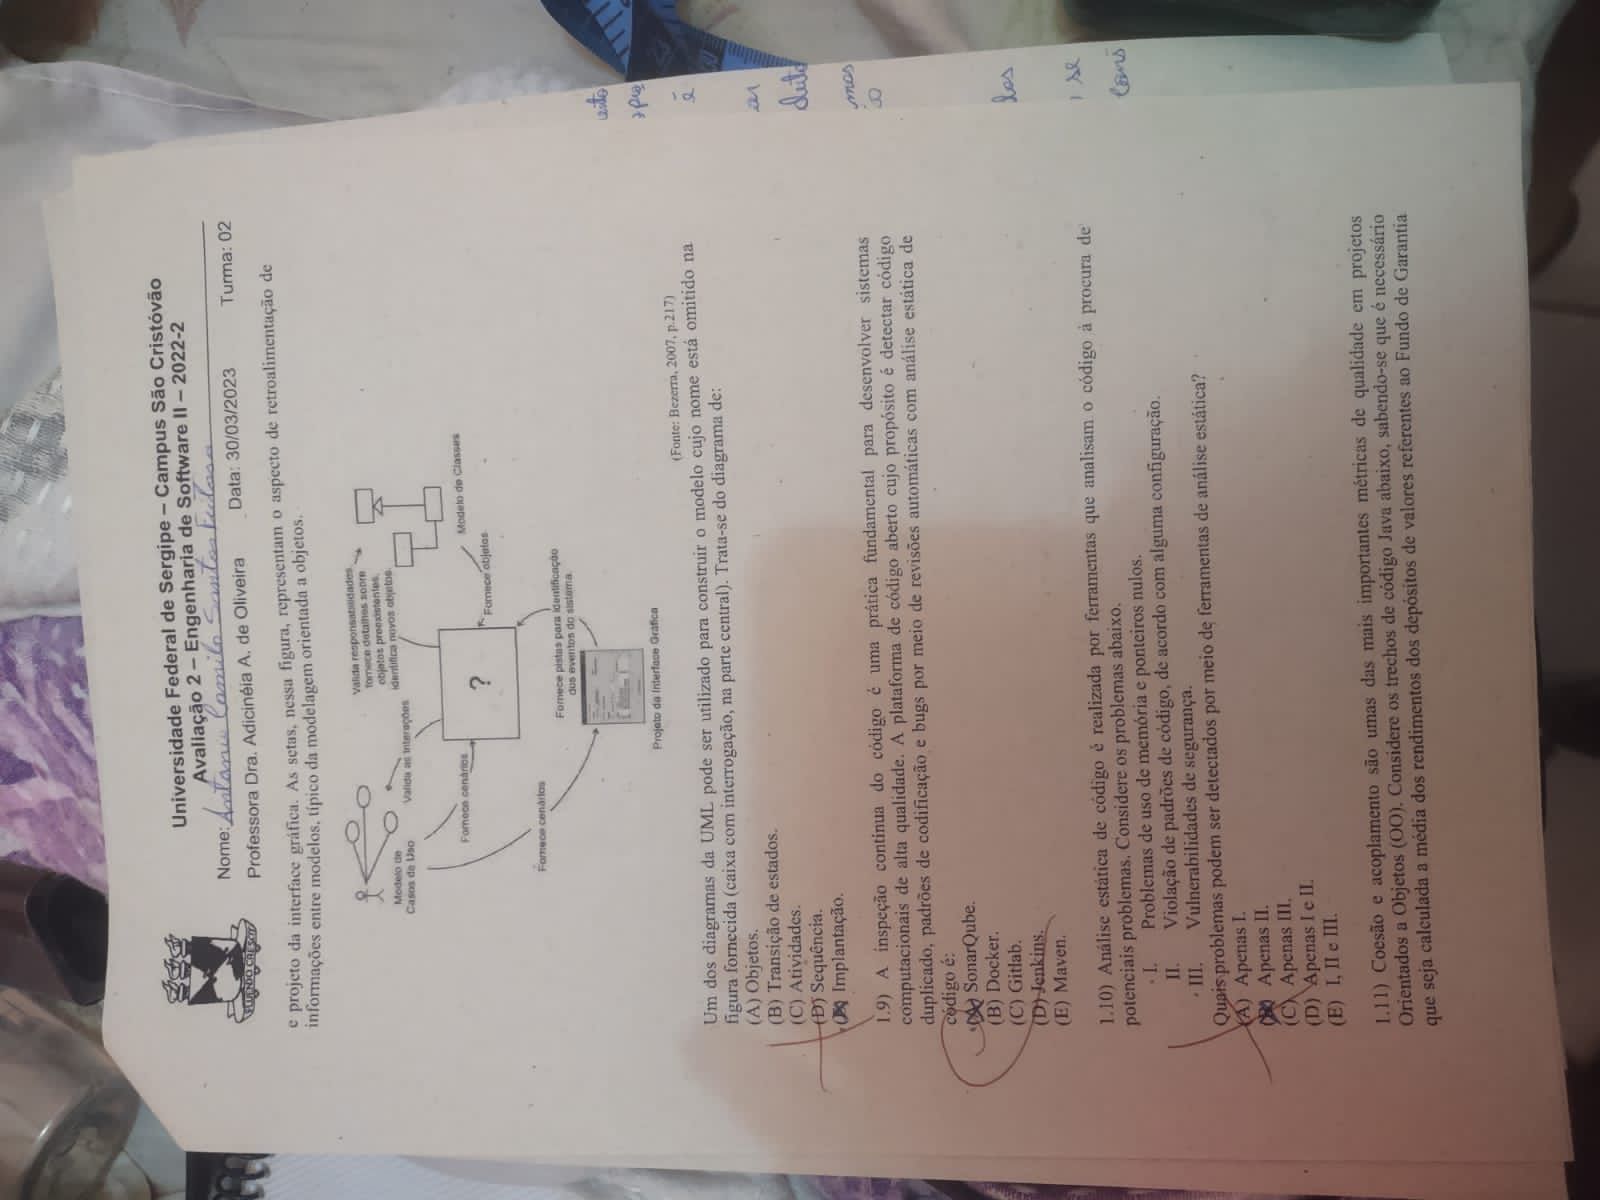 Universidade Federal de Sergipe – Campus São Cristóvão
Avaliação 2 – Engenharia de Software II – 2022-2
Nome: Antonio Camilo Santos
Professora Dra. Adicinéia A. de Oliveira Data: 30/03/2023 Turma: 02
e projeto da interface gráfica. As setas, nessa figura, representam o aspecto de retroalimentação de
informações entre modelos, típico da modelagem orientada a objetos.
Modelo de
Casos de Uso
Valida as Interações
Valida responsabilidades
fornece detalhes sobre
objetos preexistentes,
identifica novos objetos.
Fornece cenários
?
Fornece objetos
Modelo de Classes
Fornece cenários
Fornece pistas para identificação
dos eventos do sistema
Projeto da Interface Gráfica
(Fonte: Bezerra, 2007, p.217)
Um dos diagramas da UML pode ser utilizado para construir o modelo cujo nome está omitido na
figura fornecida (caixa com interrogação, na parte central). Trata-se do diagrama de:
(A) Objetos.
(B) Transição de estados.
(C) Atividades.
(D) Sequência.
(E) Implantação.
1.9) A inspeção contínua do código é uma prática fundamental para desenvolver sistemas
computacionais de alta qualidade. A plataforma de código aberto cujo propósito é detectar código
duplicado, padrões de codificação e bugs por meio de revisões automáticas com análise estática de
código é:
(A) SonarQube.
(B) Docker.
(C) Gitlab.
(D) Jenkins.
(E) Maven.
1.10) Análise estática de código é realizada por ferramentas que analisam o código à procura de
potenciais problemas. Considere os problemas abaixo.
I. Problemas de uso de memória e ponteiros nulos.
II. Violação de padrões de código, de acordo com alguma configuração.
III. Vulnerabilidades de segurança.
Quais problemas podem ser detectados por meio de ferramentas de análise estática?
(A) Apenas I.
(B) Apenas II.
(C) Apenas III.
(D) Apenas I e II.
(E) I, II e III.
1.11) Coesão e acoplamento são umas das mais importantes métricas de qualidade em projetos
Orientados a Objetos (OO). Considere os trechos de código Java abaixo, sabendo-se que é necessário
que seja calculada a média dos rendimentos dos depósitos de valores referentes ao Fundo de Garantia